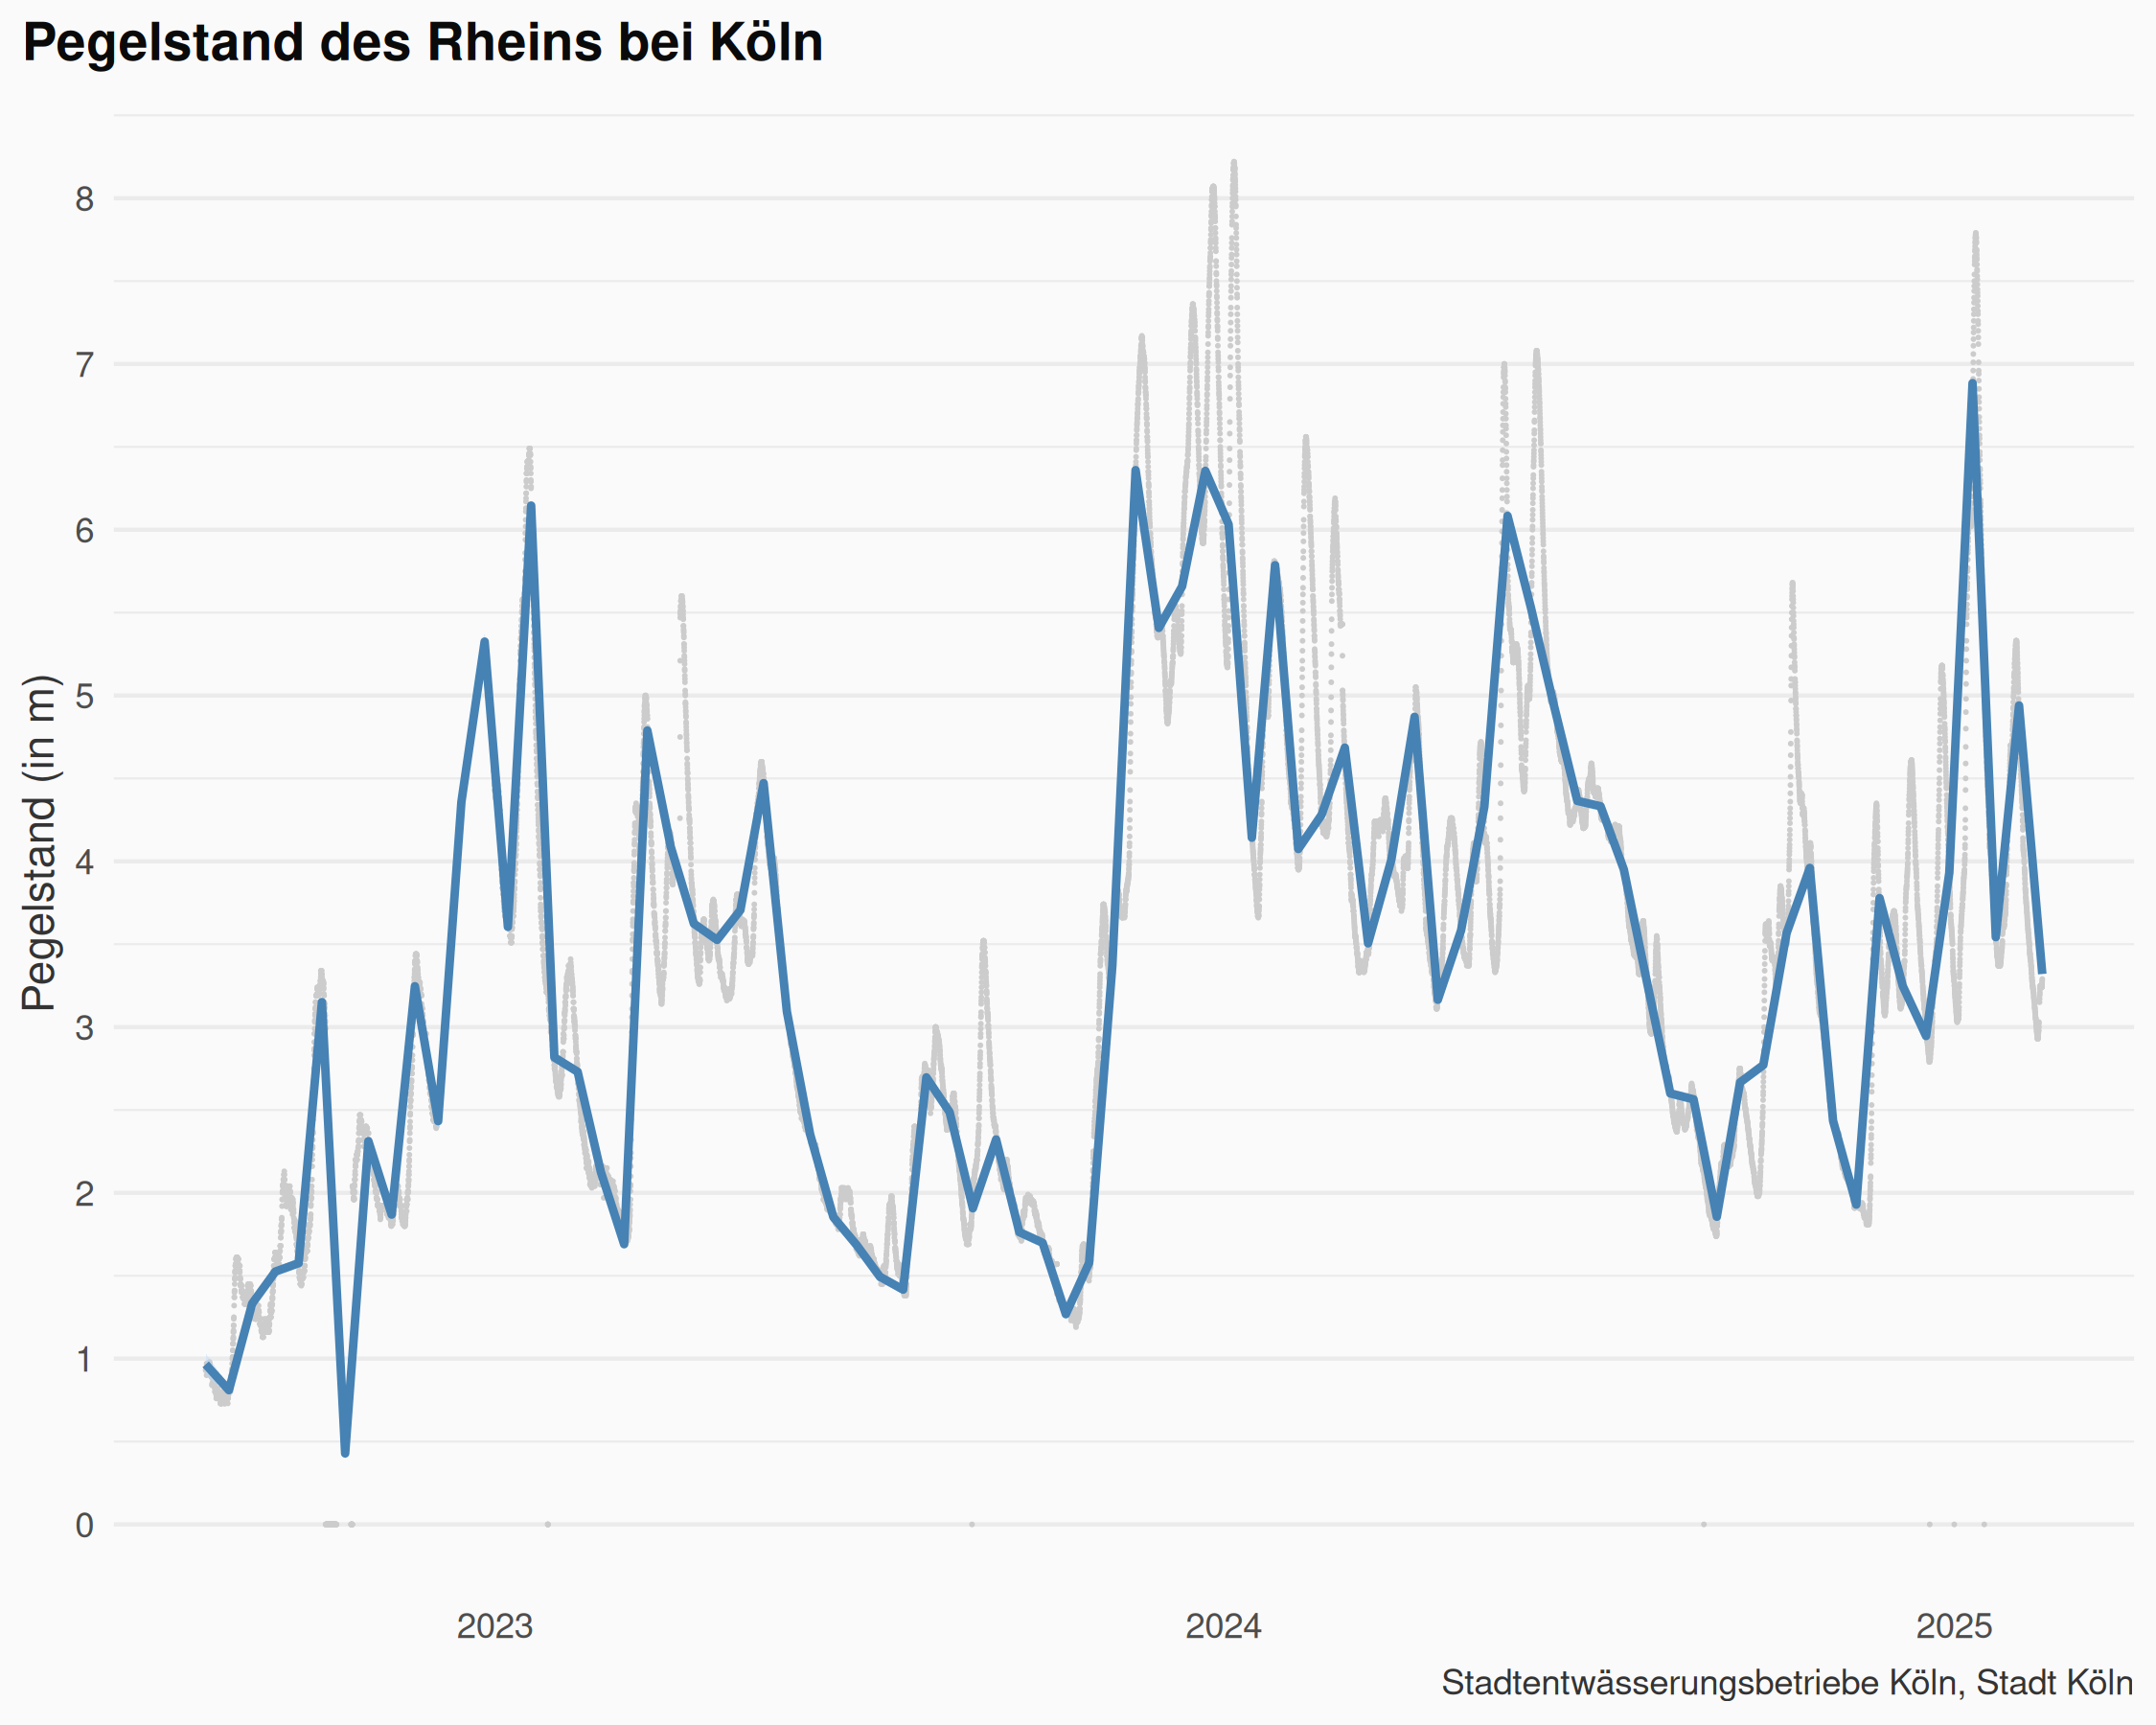 Pegelstand des Rheins bei Köln
Pegelstand (in m)
8
7
6
5
4
3
2
1
0
2023 2024 2025
Stadtentwässerungsbetriebe Köln, Stadt Köln